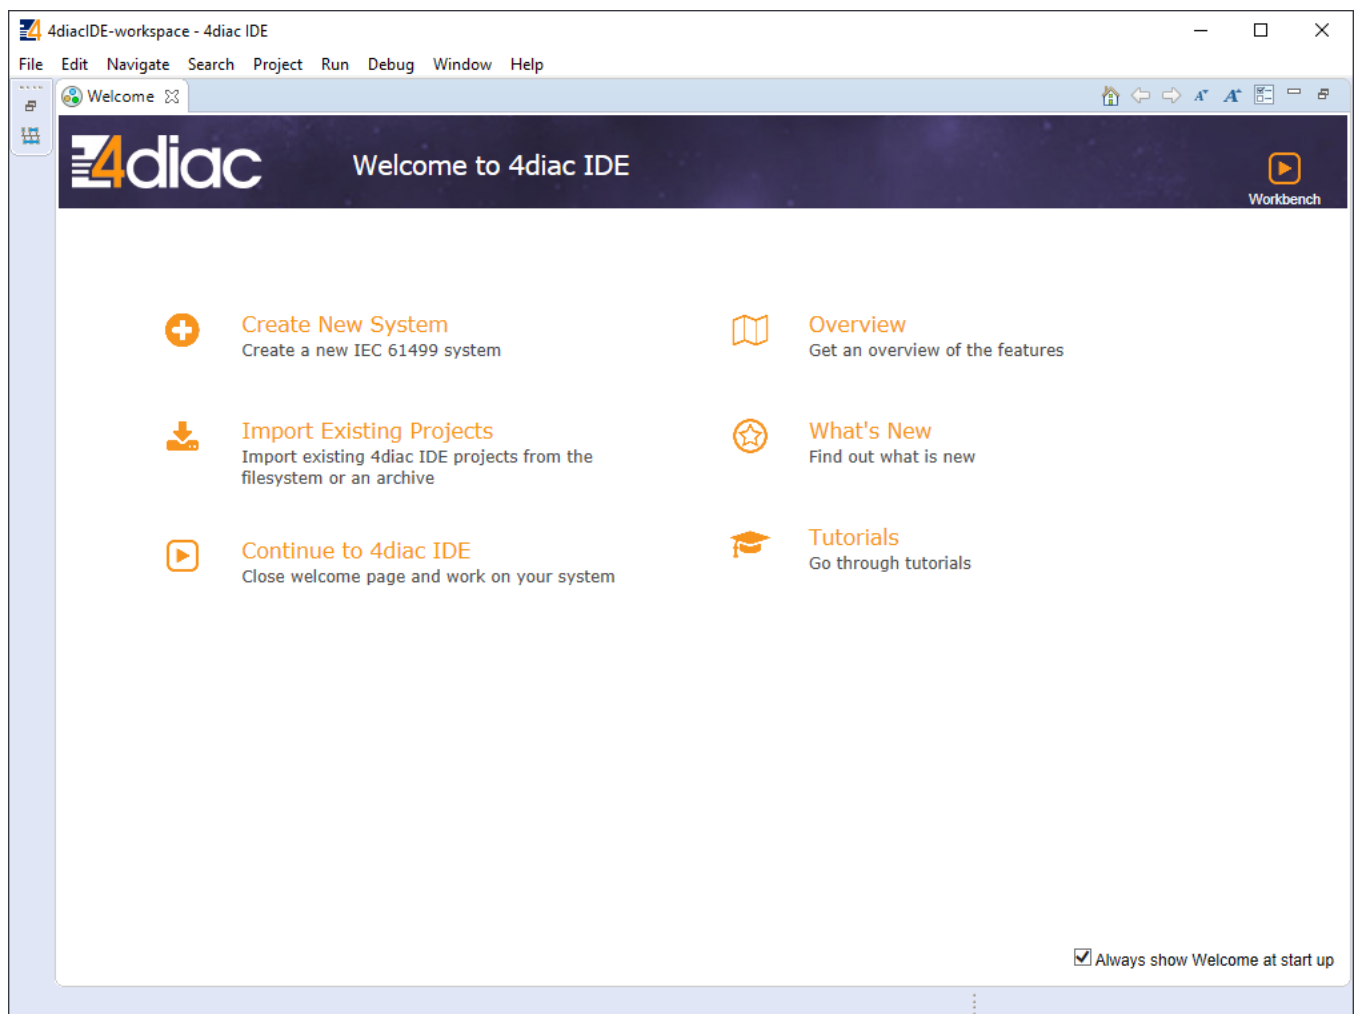 4diacIDE-workspace - 4diac IDE
File Edit Navigate Search Project Run Debug Window Help
Welcome
4diac
Welcome to 4diac IDE
Workbench
Create New System
Create a new IEC 61499 system
Import Existing Projects
Import existing 4diac IDE projects from the
filesystem or an archive
Continue to 4diac IDE
Close welcome page and work on your system
Overview
Get an overview of the features
What's New
Find out what is new
Tutorials
Go through tutorials
Always show Welcome at start up